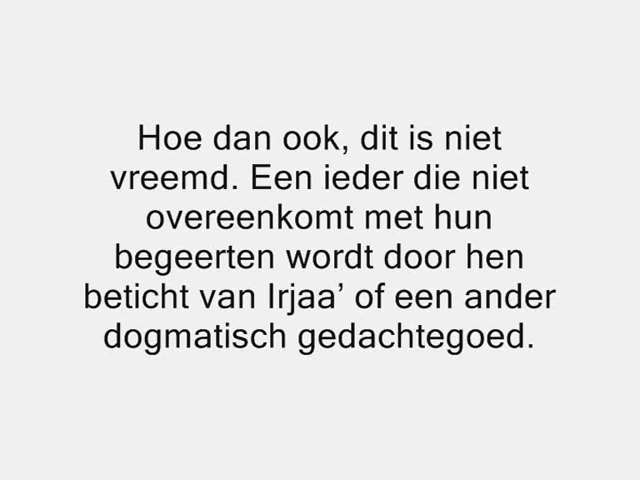 Hoe dan ook, dit is niet
vreemd. Een ieder die niet
overeenkomt met hun
begeerten wordt door hen
beticht van Irjaa’ of een ander
dogmatisch gedachtegoed.